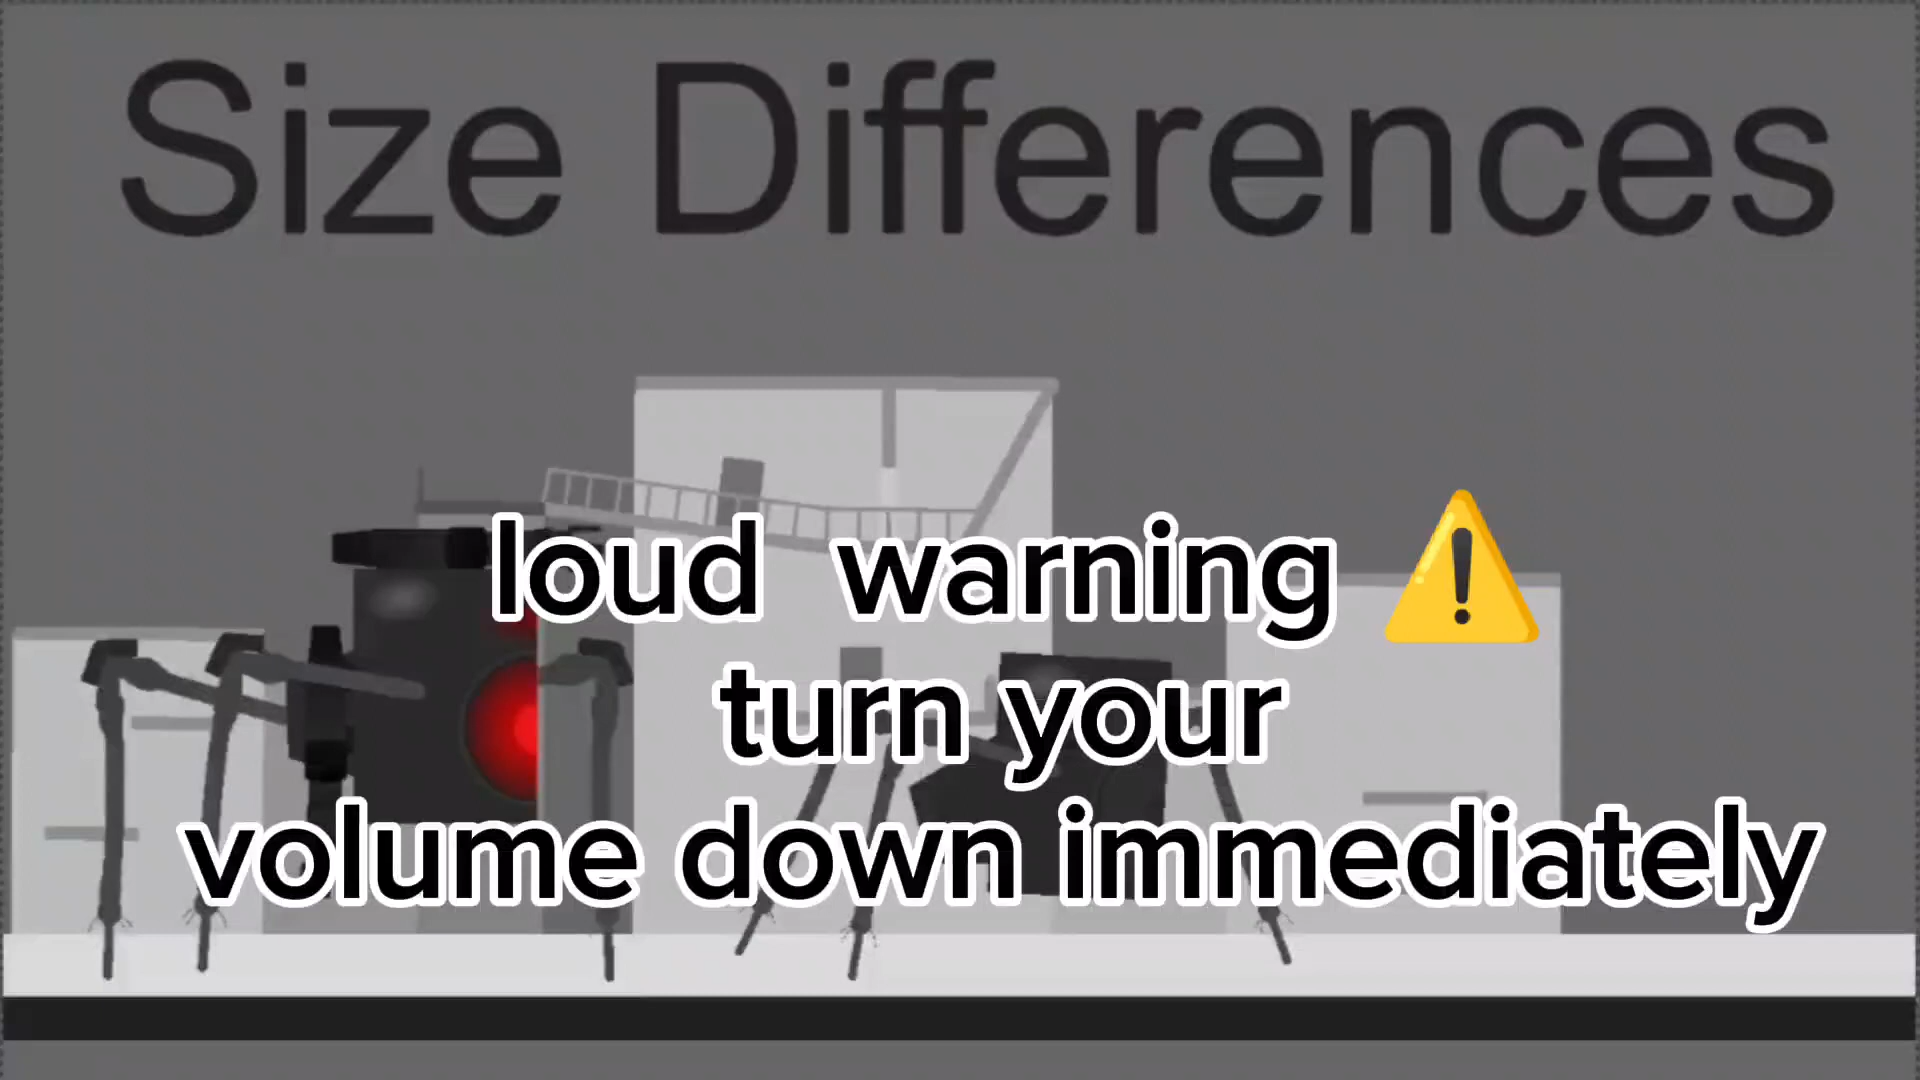 Size Differences
loud warning ⚠️
turn your
volume down immediately